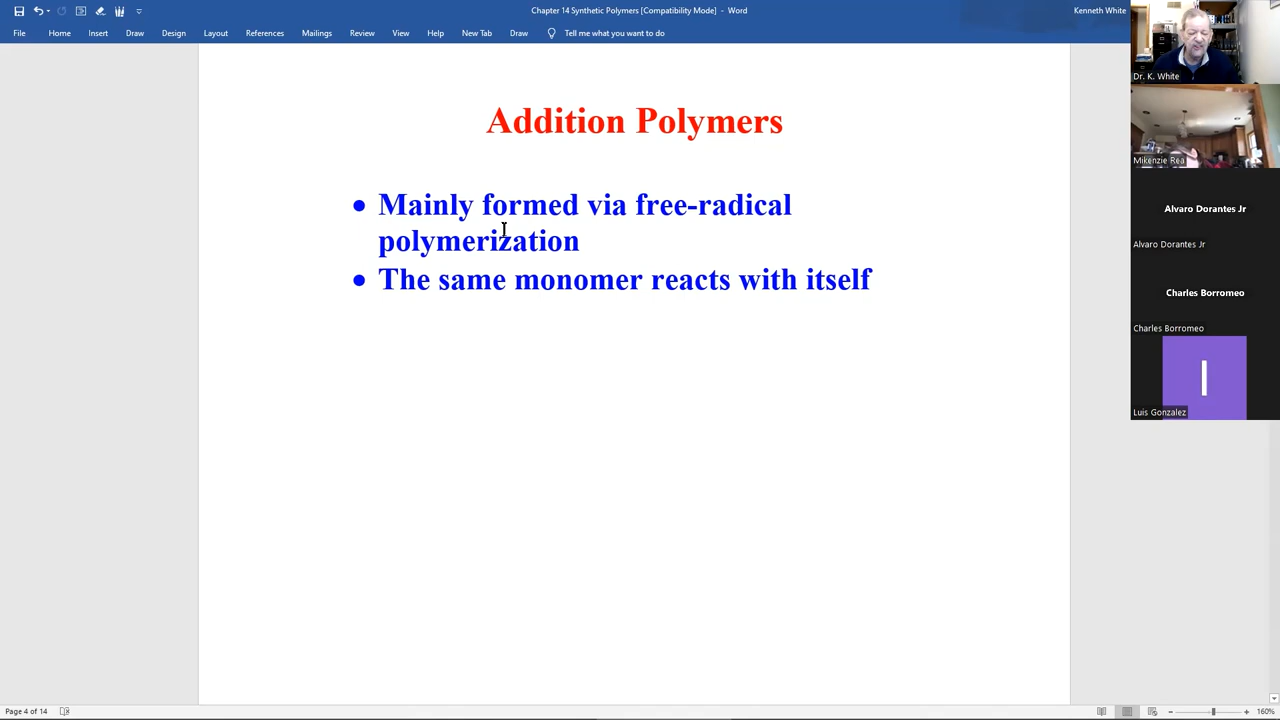 Chapter 14 Synthetic Polymers [Compatibility Mode] - Word
Kenneth White
File Home Insert Draw Design Layout References Mailings Review View Help New Tab Draw Tell me what you want to do
Dr. K. White
Addition Polymers
Mikenzie Rea
• Mainly formed via free-radical
polymerization
• The same monomer reacts with itself
Alvaro Dorantes Jr
Alvaro Dorantes Jr
Charles Borromeo
Charles Borromeo
l
Luis Gonzalez
Page 4 of 14
160%